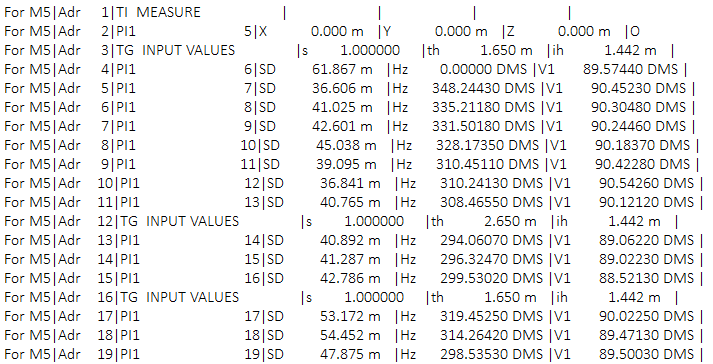 For M5|Adr 1|TI MEASURE | | | |
For M5|Adr 2|PI1 5|X 0.000 m |Y 0.000 m |Z 0.000 m |O
For M5|Adr 3|TG INPUT VALUES |s 1.000000 |th 1.650 m |ih 1.442 m |
For M5|Adr 4|PI1 6|SD 61.867 m |Hz 0.00000 DMS |V1 89.57440 DMS |
For M5|Adr 5|PI1 7|SD 36.606 m |Hz 348.24430 DMS |V1 90.45230 DMS |
For M5|Adr 6|PI1 8|SD 41.025 m |Hz 335.21180 DMS |V1 90.30480 DMS |
For M5|Adr 7|PI1 9|SD 42.601 m |Hz 331.50180 DMS |V1 90.24460 DMS |
For M5|Adr 8|PI1 10|SD 45.038 m |Hz 328.17350 DMS |V1 90.18370 DMS |
For M5|Adr 9|PI1 11|SD 39.095 m |Hz 310.45110 DMS |V1 90.42280 DMS |
For M5|Adr 10|PI1 12|SD 36.841 m |Hz 310.24130 DMS |V1 90.54260 DMS |
For M5|Adr 11|PI1 13|SD 40.765 m |Hz 308.46550 DMS |V1 90.12120 DMS |
For M5|Adr 12|TG INPUT VALUES |s 1.000000 |th 2.650 m |ih 1.442 m |
For M5|Adr 13|PI1 14|SD 40.892 m |Hz 294.06070 DMS |V1 89.06220 DMS |
For M5|Adr 14|PI1 15|SD 41.287 m |Hz 296.32470 DMS |V1 89.02230 DMS |
For M5|Adr 15|PI1 16|SD 42.786 m |Hz 299.53020 DMS |V1 88.52130 DMS |
For M5|Adr 16|TG INPUT VALUES |s 1.000000 |th 1.650 m |ih 1.442 m |
For M5|Adr 17|PI1 17|SD 53.172 m |Hz 319.45250 DMS |V1 90.02250 DMS |
For M5|Adr 18|PI1 18|SD 54.452 m |Hz 314.26420 DMS |V1 89.47130 DMS |
For M5|Adr 19|PI1 19|SD 47.875 m |Hz 298.53530 DMS |V1 89.50030 DMS |